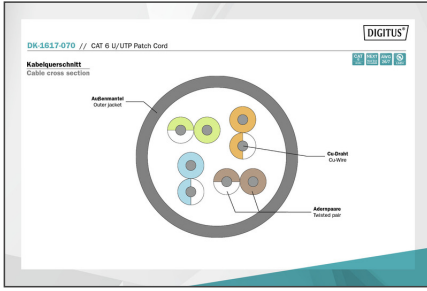 DIGITUS®
DK-1617-070 // CAT 6 U/UTP Patch Cord
Kabelquerschnitt
Cable cross section
Außenmantel
Outer jacket
Cu-Draht
Cu-Wire
Adernpaare
Twisted pair